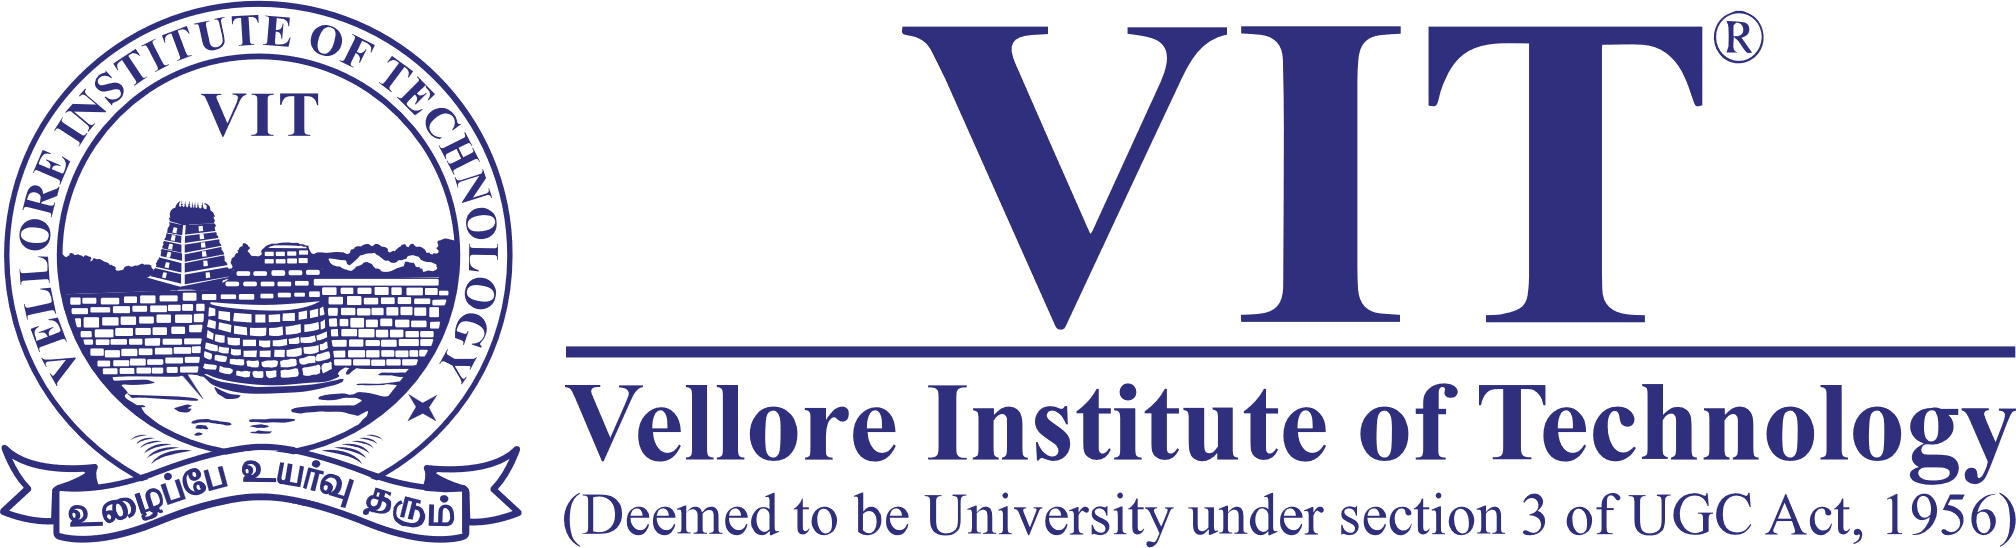 VELLORE INSTITUTE OF TECHNOLOGY
VIT
உழைப்பே உயர்வு தரும்
VIT®
Vellore Institute of Technology
(Deemed to be University under section 3 of UGC Act, 1956)